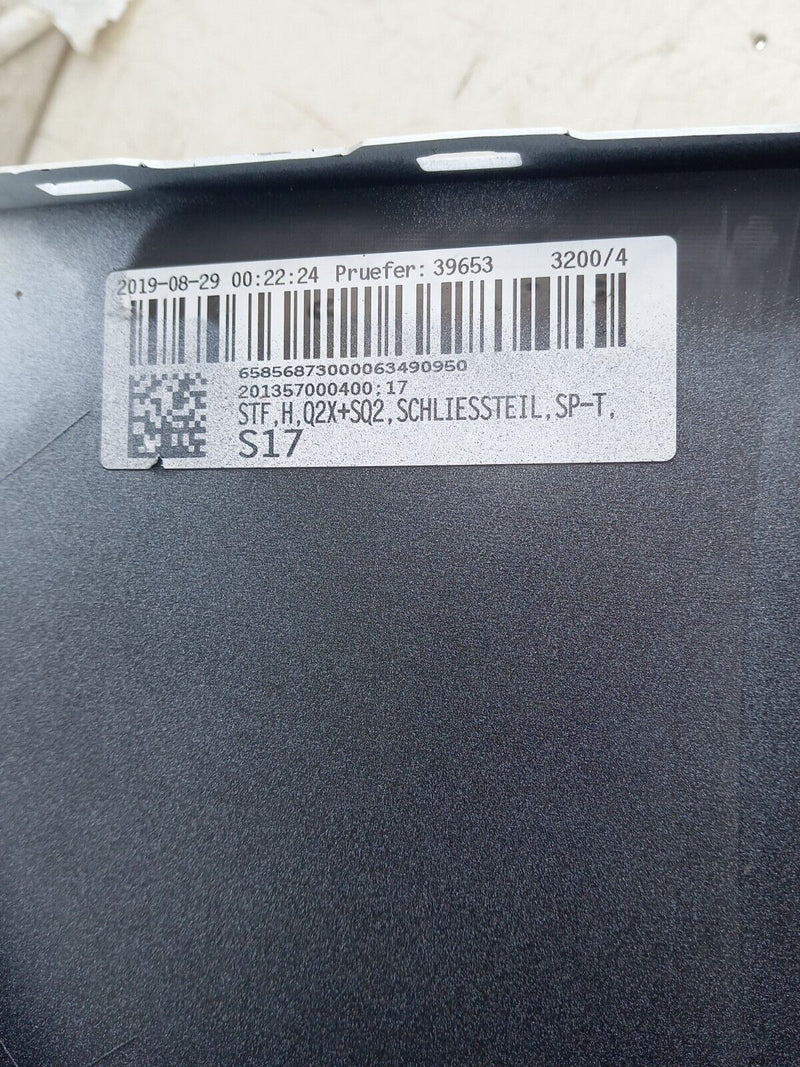 2019-08-29 00:22:24 Pruefer: 39653 3200/4
65856873000063490950
201357000400:17
STF,H,Q2X+SQ2,SCHLIESSTEIL,SP-T,
S17